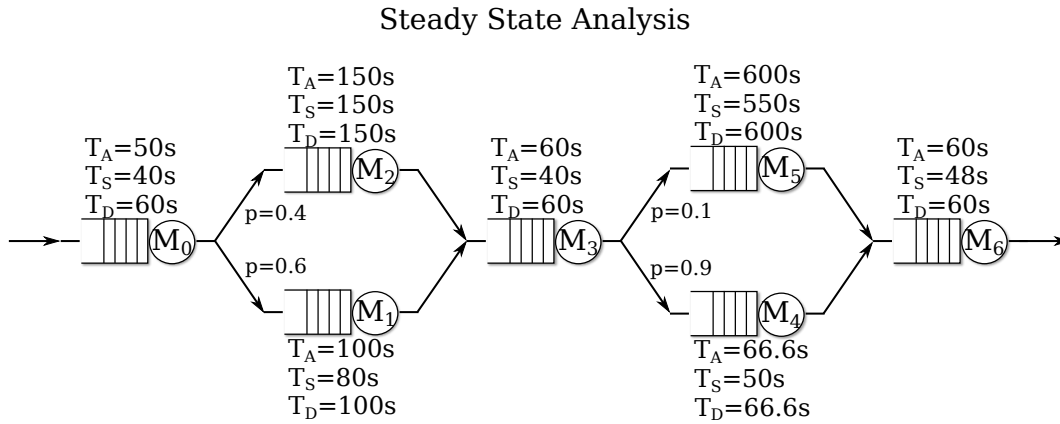 Steady State Analysis
T_A=50s
T_S=40s
T_D=60s
M_0
p=0.4
p=0.6
T_A=150s
T_S=150s
T_D=150s
M_2
M_1
T_A=100s
T_S=80s
T_D=100s
T_A=60s
T_S=40s
T_D=60s
M_3
p=0.1
p=0.9
T_A=600s
T_S=550s
T_D=600s
M_5
M_4
T_A=66.6s
T_S=50s
T_D=66.6s
T_A=60s
T_S=48s
T_D=60s
M_6